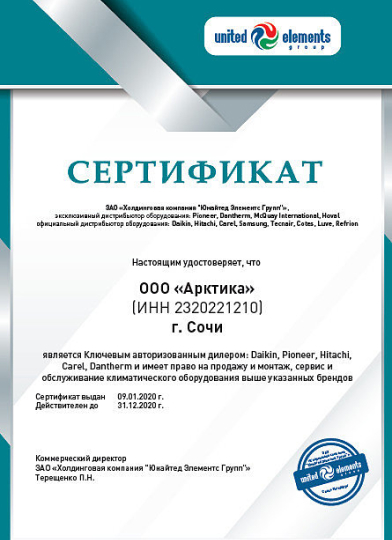 united elements
group
СЕРТИФИКАТ
ЗАО «Холдинговая компания "Юнайтед Элементс Групп"»,
эксклюзивный дистрибьютор оборудования: Pioneer, Dantherm, McQuay International, Hoval
официальный дистрибьютор оборудования: Daikin, Hitachi, Carel, Samsung, Tecnair, Cotes, Luve, Refrion
Настоящим удостоверяет, что
ООО «Арктика»
(ИНН 2320221210)
г. Сочи
является Ключевым авторизованным дилером: Daikin, Pioneer, Hitachi,
Carel, Dantherm и имеет право на продажу и монтаж, сервис и
обслуживание климатического оборудования выше указанных брендов
Сертификат выдан 09.01.2020 г.
Действителен до 31.12.2020 г.
Коммерческий директор
ЗАО «Холдинговая компания "Юнайтед Элементс Групп"»
Терещенко П.Н.
united elements
Санкт-Петербург